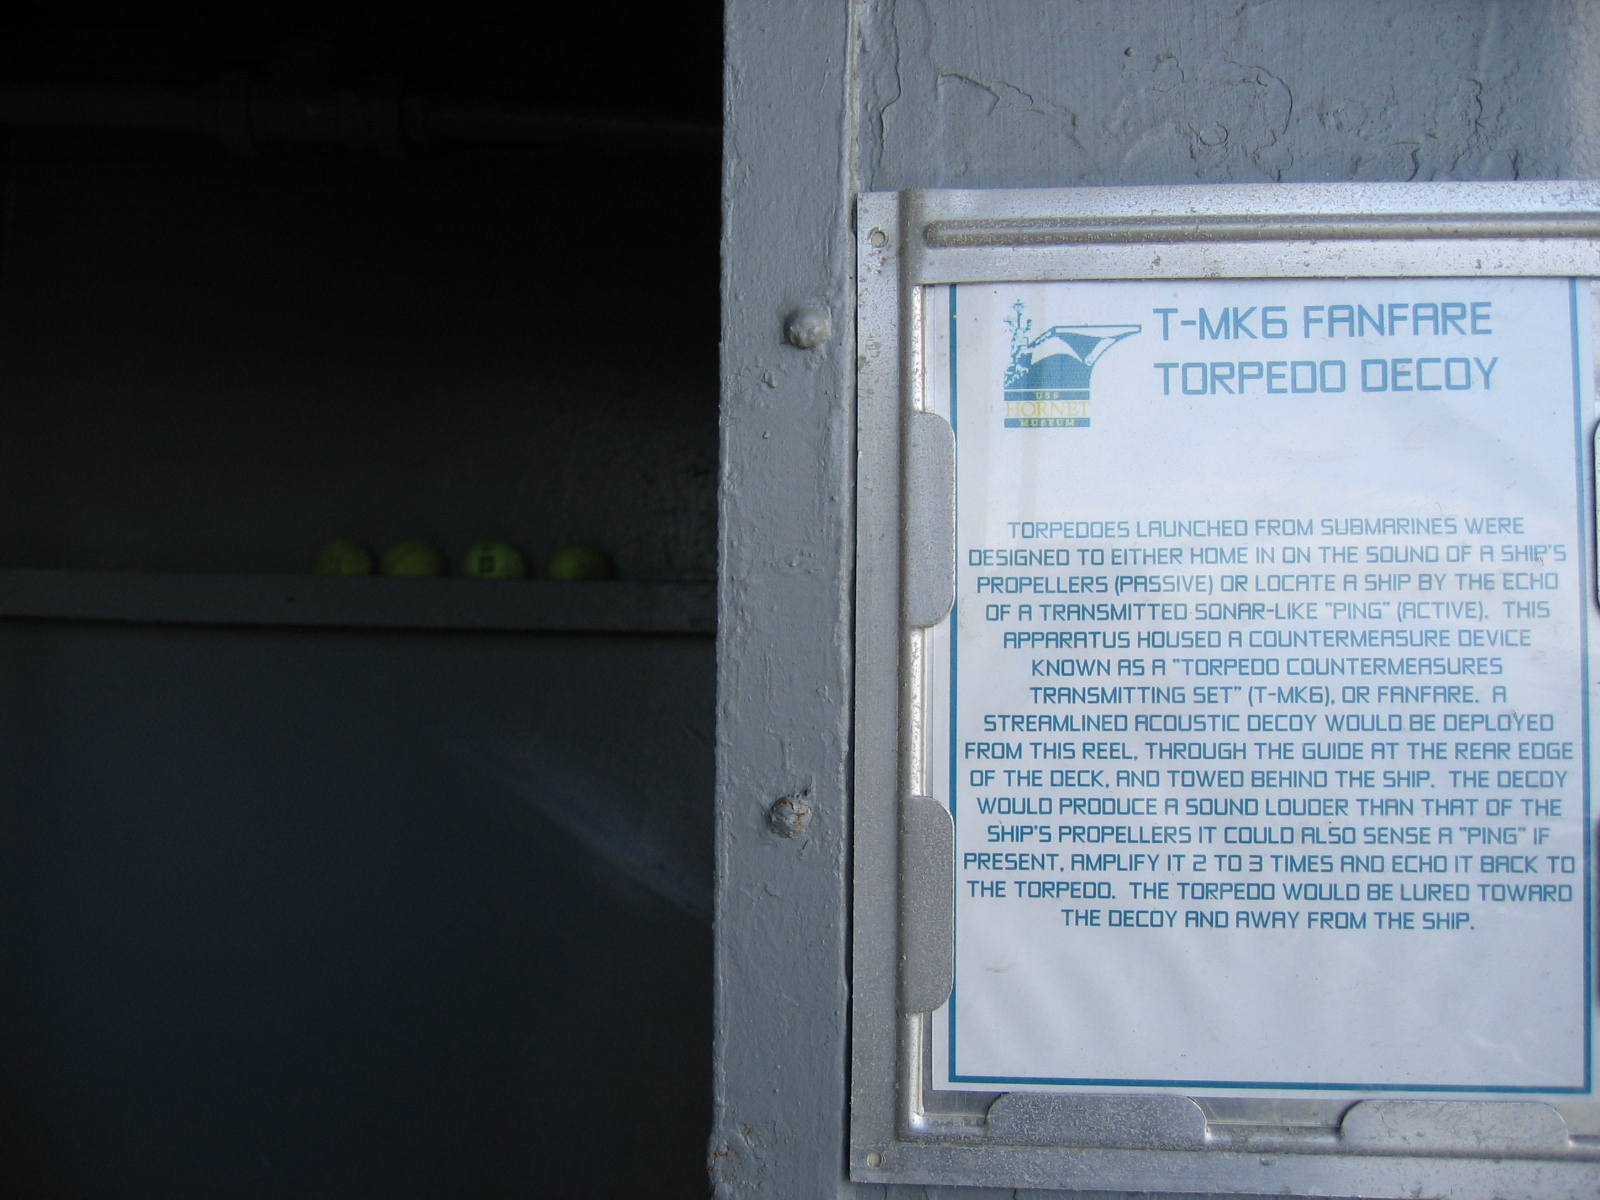 T-MK6 FANFARE
TORPEDO DECOY
USS
HORNET
MUSEUM
TORPEDOES LAUNCHED FROM SUBMARINES WERE
DESIGNED TO EITHER HOME IN ON THE SOUND OF A SHIP'S
PROPELLERS (PASSIVE) OR LOCATE A SHIP BY THE ECHO
OF A TRANSMITTED SONAR-LIKE "PING" (ACTIVE). THIS
APPARATUS HOUSED A COUNTERMEASURE DEVICE
KNOWN AS A "TORPEDO COUNTERMEASURES
TRANSMITTING SET" (T-MK6), OR FANFARE. A
STREAMLINED ACOUSTIC DECOY WOULD BE DEPLOYED
FROM THIS REEL, THROUGH THE GUIDE AT THE REAR EDGE
OF THE DECK, AND TOWED BEHIND THE SHIP. THE DECOY
WOULD PRODUCE A SOUND LOUDER THAN THAT OF THE
SHIP'S PROPELLERS IT COULD ALSO SENSE A "PING" IF
PRESENT, AMPLIFY IT 2 TO 3 TIMES AND ECHO IT BACK TO
THE TORPEDO. THE TORPEDO WOULD BE LURED TOWARD
THE DECOY AND AWAY FROM THE SHIP.